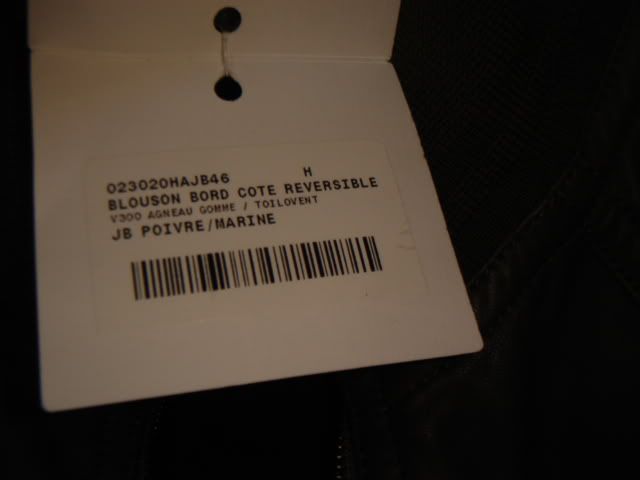 023020HAJB46 H
BLOUSON BORD COTE REVERSIBLE
V300 AGNEAU GOMME / TOILOVENT
JB POIVRE/MARINE